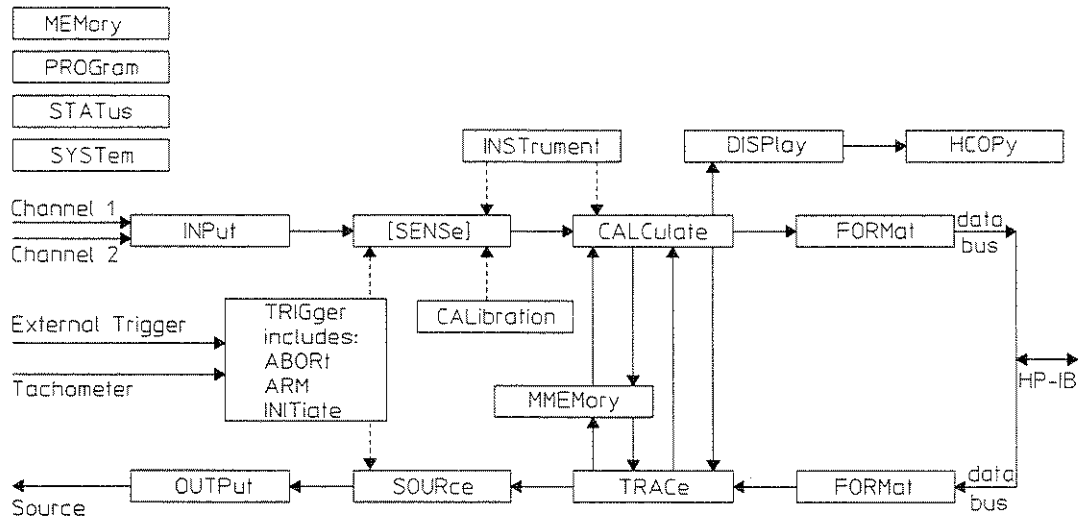 MEMory
PROGram
STATus
SYSTem
INSTrument
DISPlay
HCOPy
Channel 1
Channel 2
INPut
[SENSe]
CALCulate
FORMat
data
bus
External Trigger
Tachometer
TRIGger
includes:
ABORt
ARM
INITiate
CALibration
MMEMory
HP-IB
Source
OUTPut
SOURce
TRACe
FORMat
data
bus